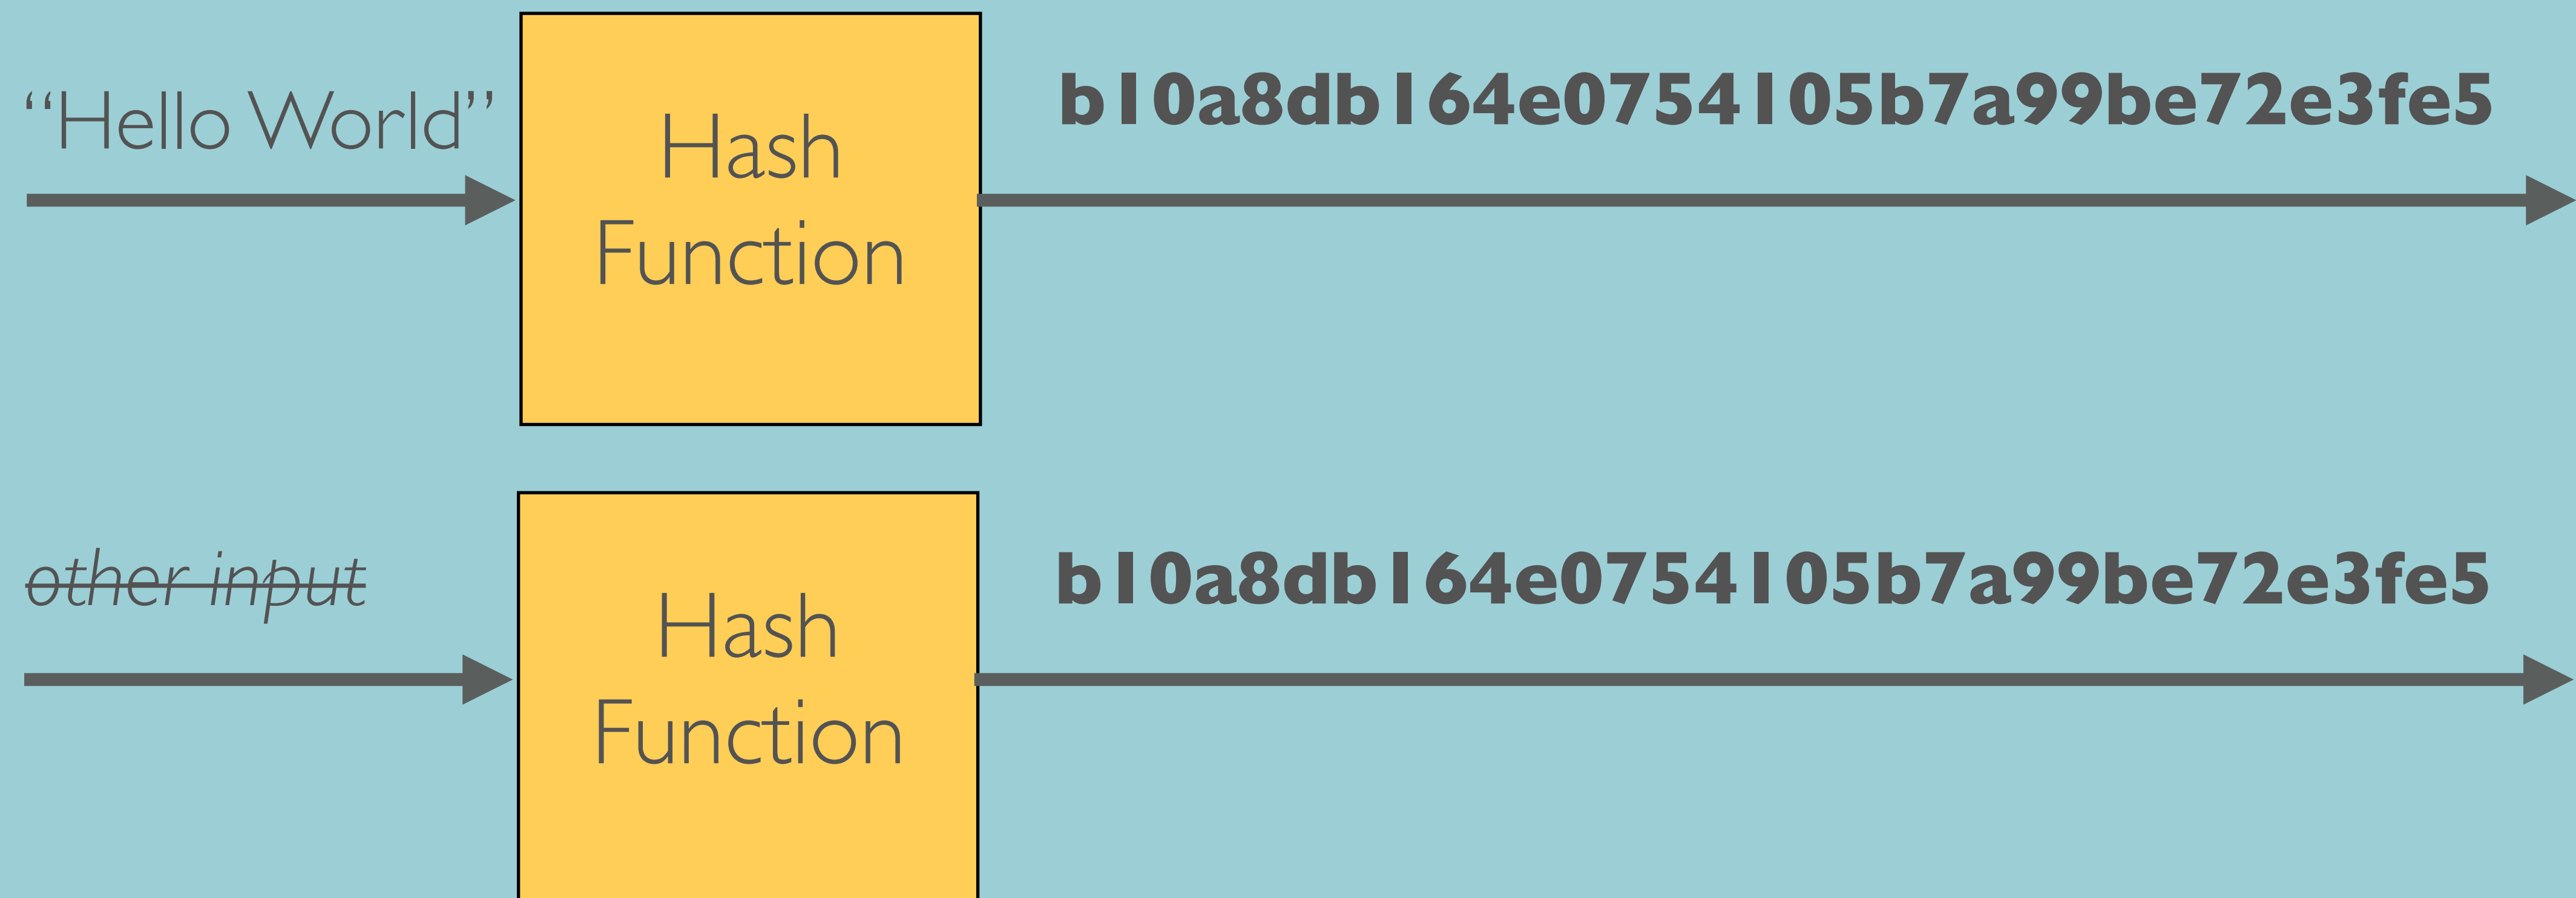 “Hello World”
Hash
Function
b10a8db164e0754105b7a99be72e3fe5
other input
Hash
Function
b10a8db164e0754105b7a99be72e3fe5